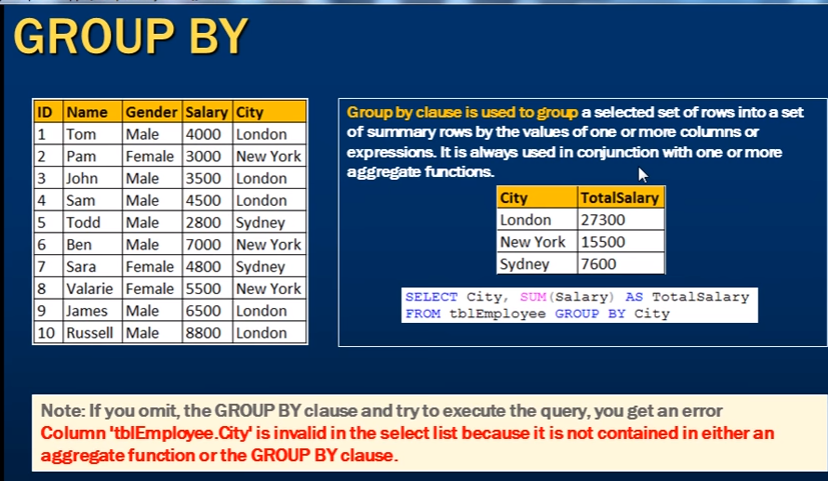 GROUP BY
ID Name Gender Salary City
1 Tom Male 4000 London
2 Pam Female 3000 New York
3 John Male 3500 London
4 Sam Male 4500 London
5 Todd Male 2800 Sydney
6 Ben Male 7000 New York
7 Sara Female 4800 Sydney
8 Valarie Female 5500 New York
9 James Male 6500 London
10 Russell Male 8800 London
Group by clause is used to group a selected set of rows into a set
of summary rows by the values of one or more columns or
expressions. It is always used in conjunction with one or more
aggregate functions.
City TotalSalary
London 27300
New York 15500
Sydney 7600
SELECT City, SUM(Salary) AS TotalSalary
FROM tblEmployee GROUP BY City
Note: If you omit, the GROUP BY clause and try to execute the query, you get an error
Column 'tblEmployee.City' is invalid in the select list because it is not contained in either an
aggregate function or the GROUP BY clause.